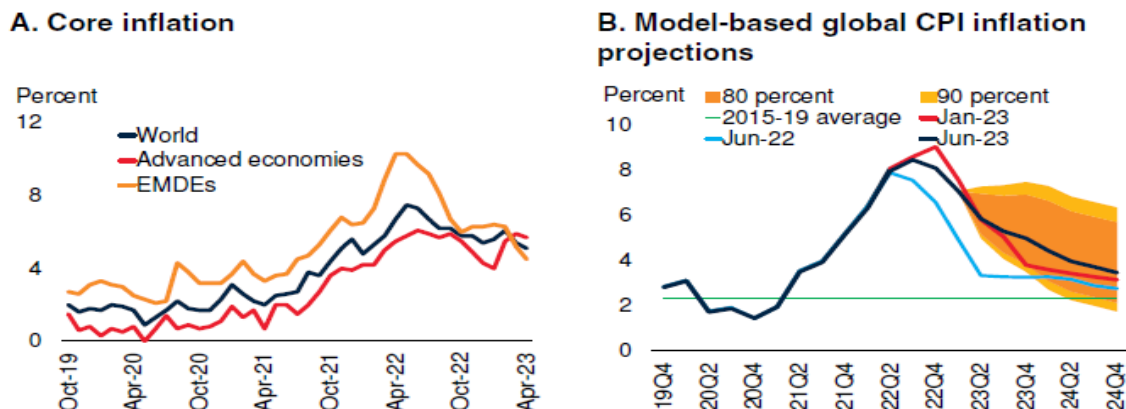 A. Core inflation
Percent
12
World
Advanced economies
EMDEs
8
4
0
Oct-19
Apr-20
Oct-20
Apr-21
Oct-21
Apr-22
Oct-22
Apr-23
B. Model-based global CPI inflation
projections
Percent
80 percent
90 percent
2015-19 average
Jan-23
Jun-22
Jun-23
10
8
6
4
2
0
19Q4
20Q2
20Q4
21Q2
21Q4
22Q2
22Q4
23Q2
23Q4
24Q2
24Q4